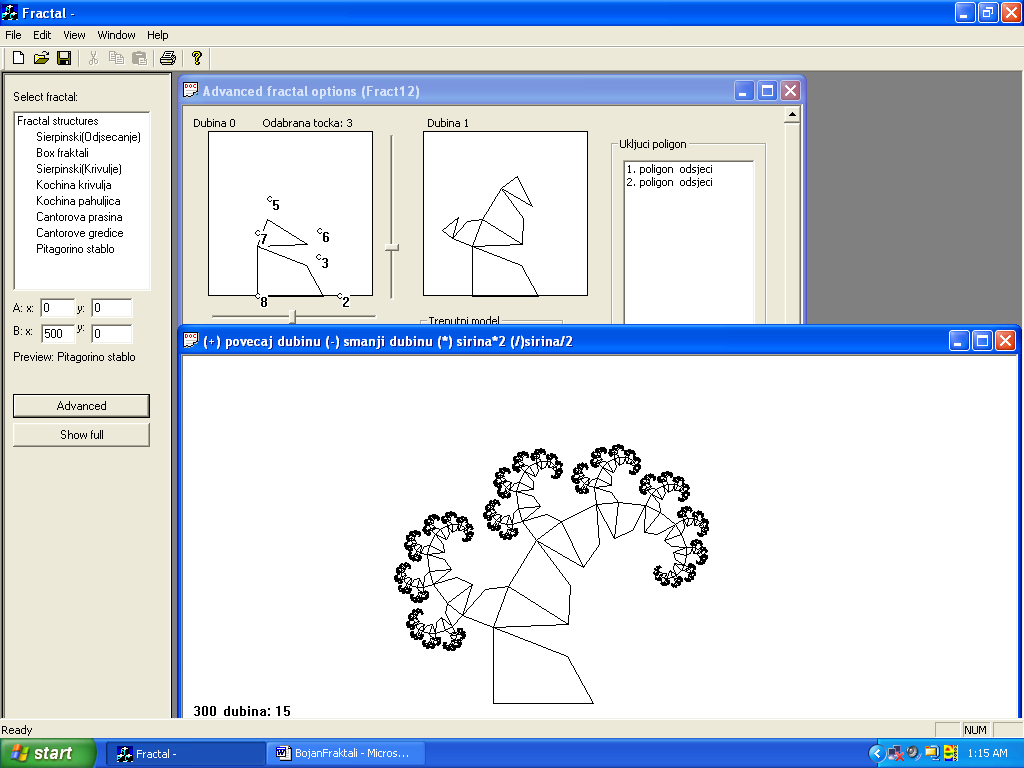 Fractal -
File Edit View Window Help
Select fractal:
Fractal structures
Sierpinski(Odjsecanje)
Box fraktali
Sierpinski(Krivulje)
Kochina krivulja
Kochina pahuljica
Cantorova prasina
Cantorove gredice
Pitagorino stablo
A: x: 0 y: 0
B: x: 500 y: 0
Preview: Pitagorino stablo
Advanced
Show full
Advanced fractal options (Fract12)
Dubina 0 Odabrana tocka: 3
Dubina 1
5
7
6
3
8
2
Ukljuci poligon
1. poligon odsjeci
2. poligon odsjeci
Treputni model
(+) povecaj dubinu (-) smanji dubinu (*) sirina*2 (/)sirina/2
300 dubina: 15
Ready
NUM
start
Fractal -
BojanFraktali - Micros...
1:15 AM